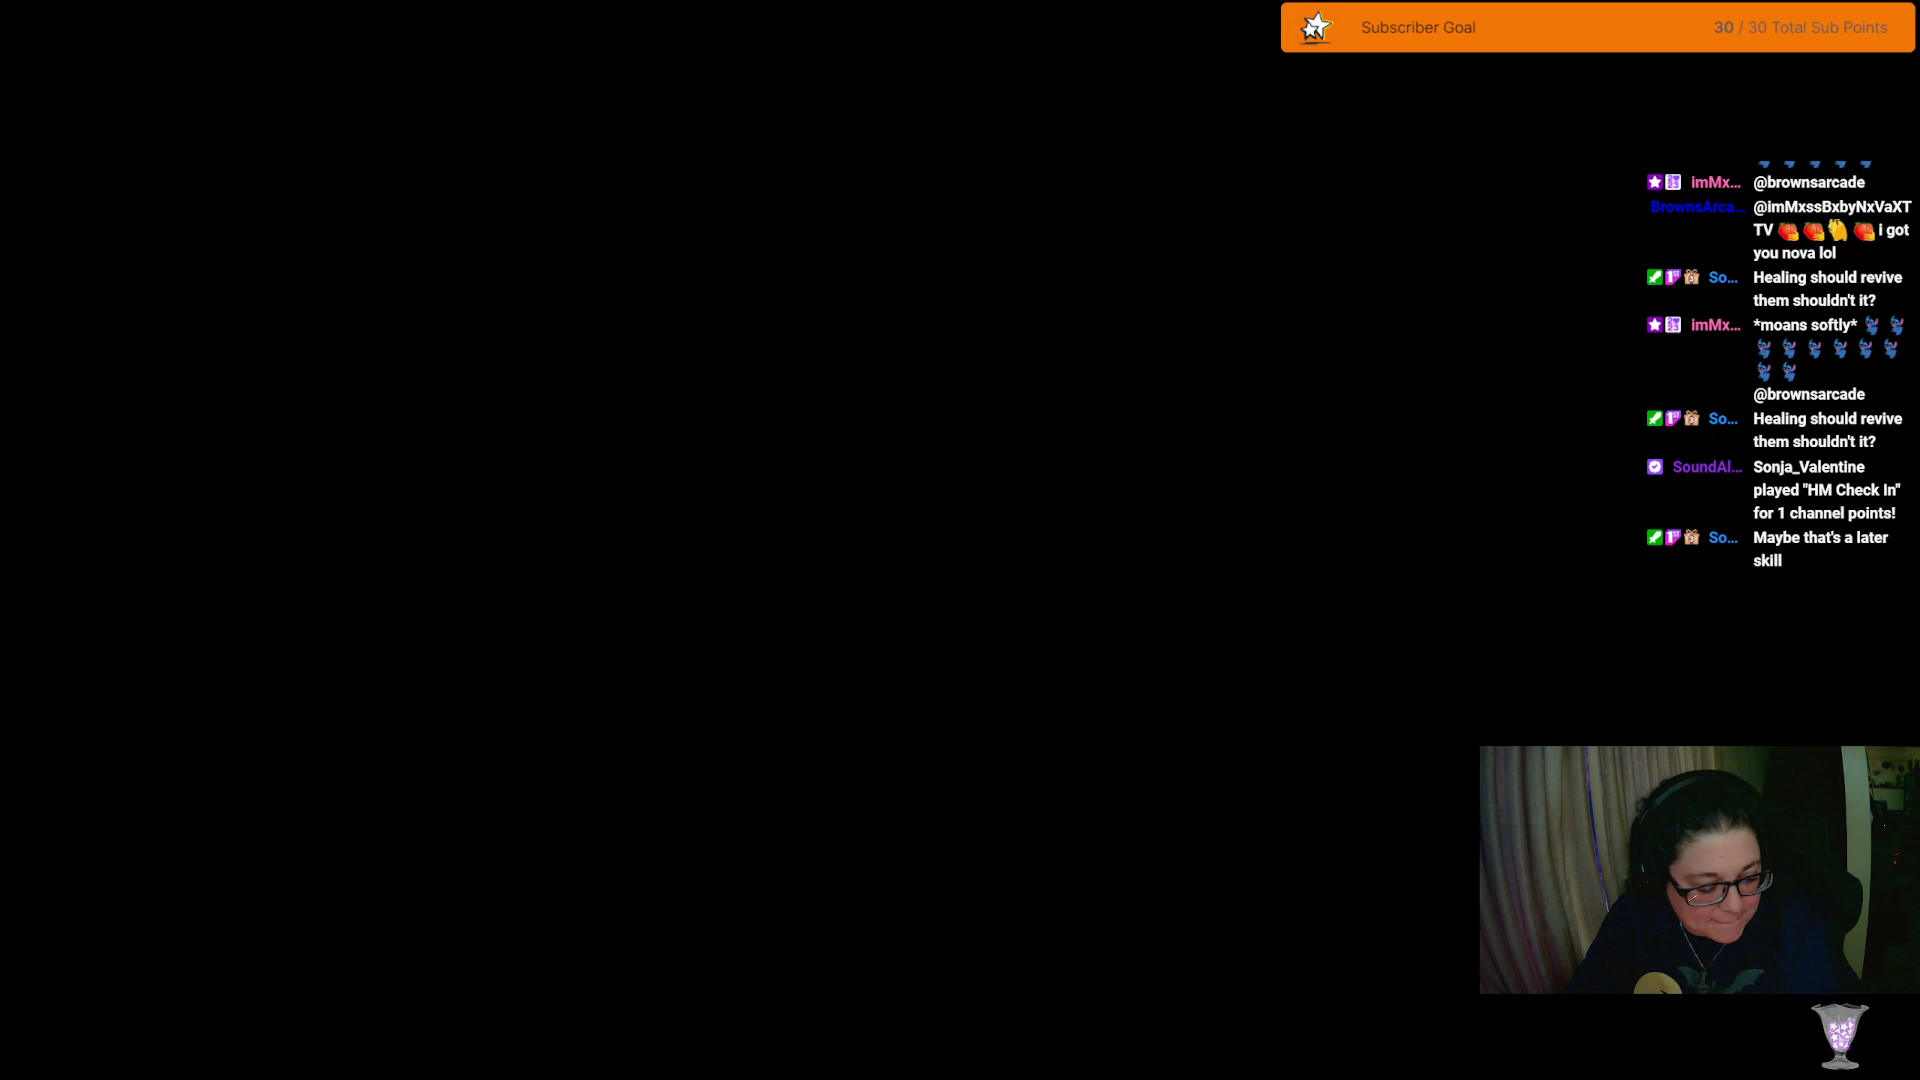 Subscriber Goal 30 / 30 Total Sub Points
imMx... @brownsarcade
BrownsArca... @imMxssBxbyNxVaXT
TV i got
you nova lol
So... Healing should revive
them shouldn't it?
imMx... *moans softly*
@brownsarcade
So... Healing should revive
them shouldn't it?
SoundAl... Sonja_Valentine
played "HM Check In"
for 1 channel points!
So... Maybe that's a later
skill